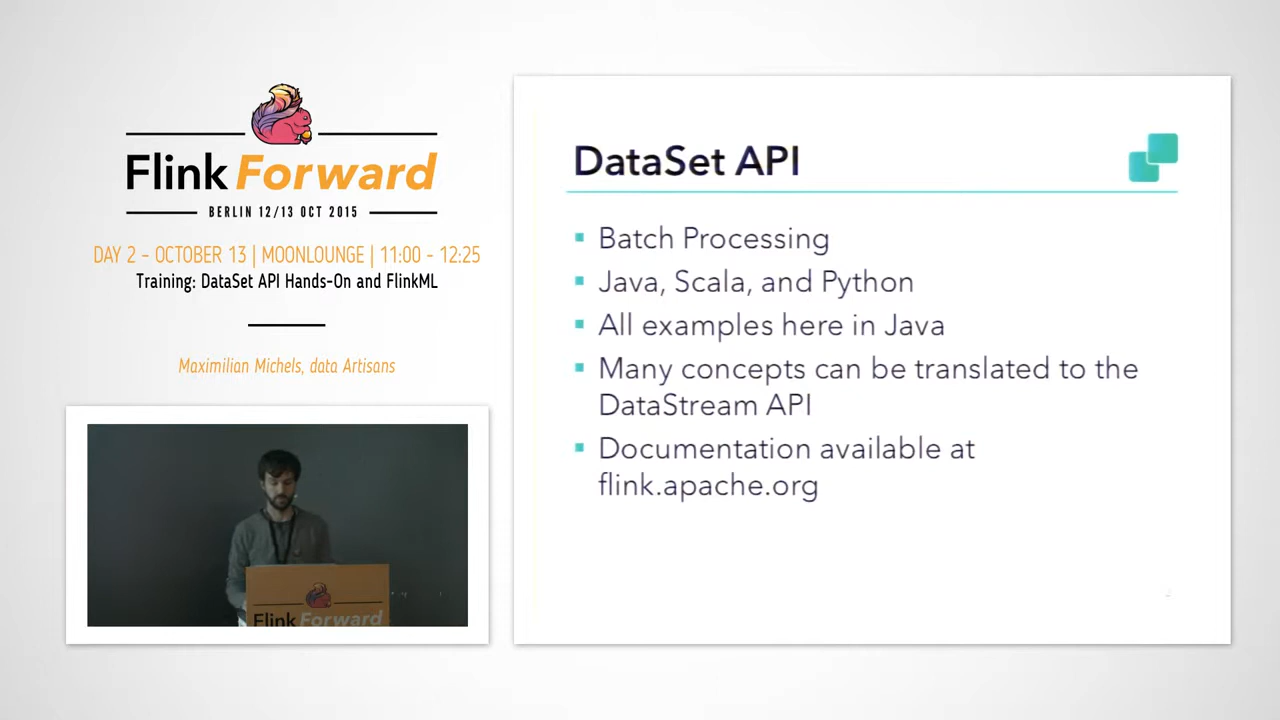 Flink Forward
BERLIN 12/13 OCT 2015
DAY 2 - OCTOBER 13 | MOONLOUNGE | 11:00 - 12:25
Training: DataSet API Hands-On and FlinkML
Maximilian Michels, data Artisans
Flink Forward
DataSet API
Batch Processing
Java, Scala, and Python
All examples here in Java
Many concepts can be translated to the
DataStream API
Documentation available at
flink.apache.org